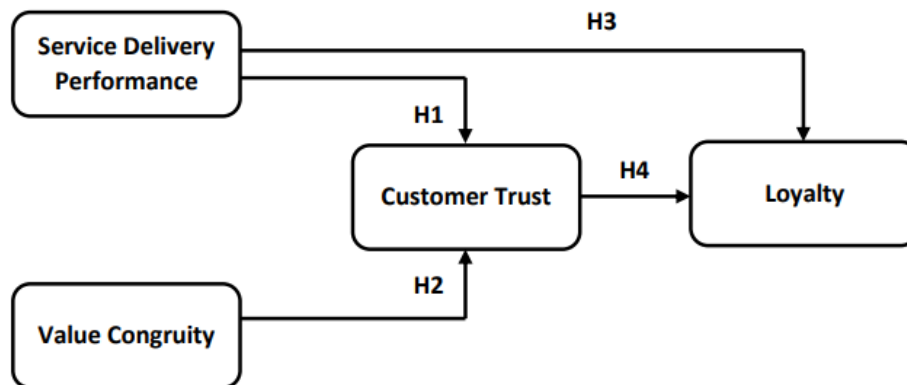 H3
Service Delivery
Performance
H1
Customer Trust
H4
Loyalty
H2
Value Congruity